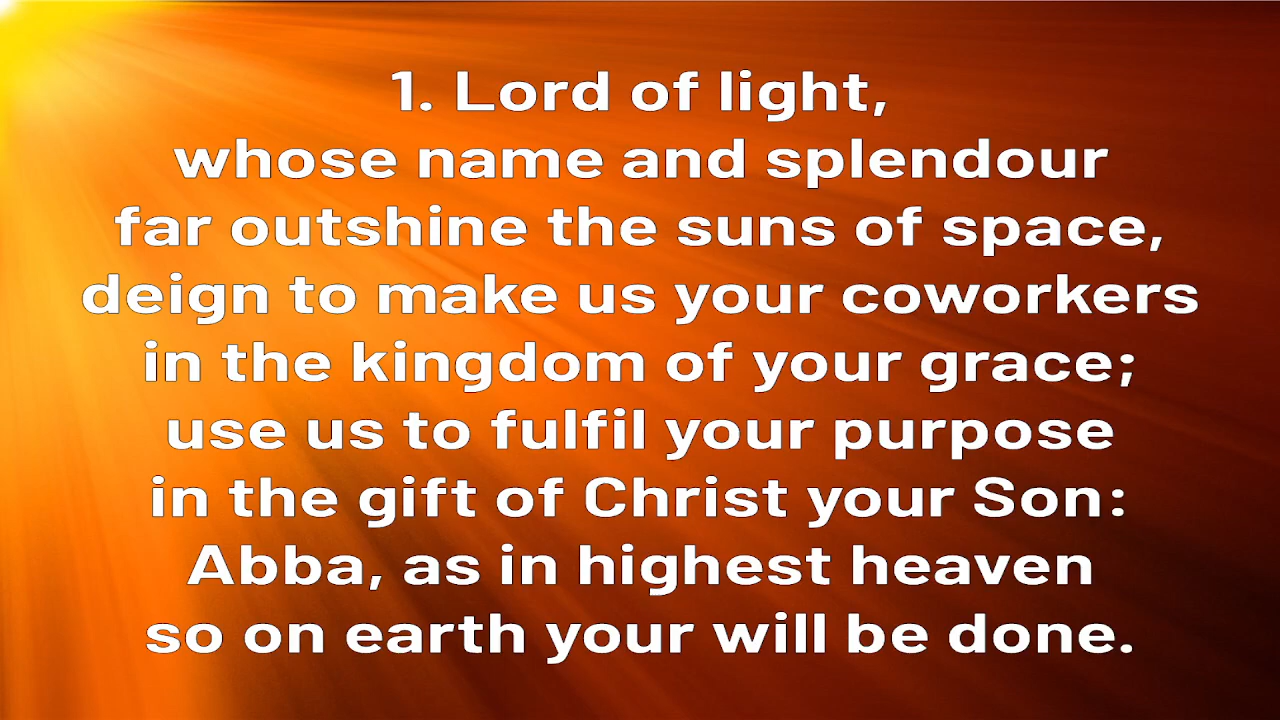 1. Lord of light,
whose name and splendour
far outshine the suns of space,
deign to make us your coworkers
in the kingdom of your grace;
use us to fulfil your purpose
in the gift of Christ your Son:
Abba, as in highest heaven
so on earth your will be done.